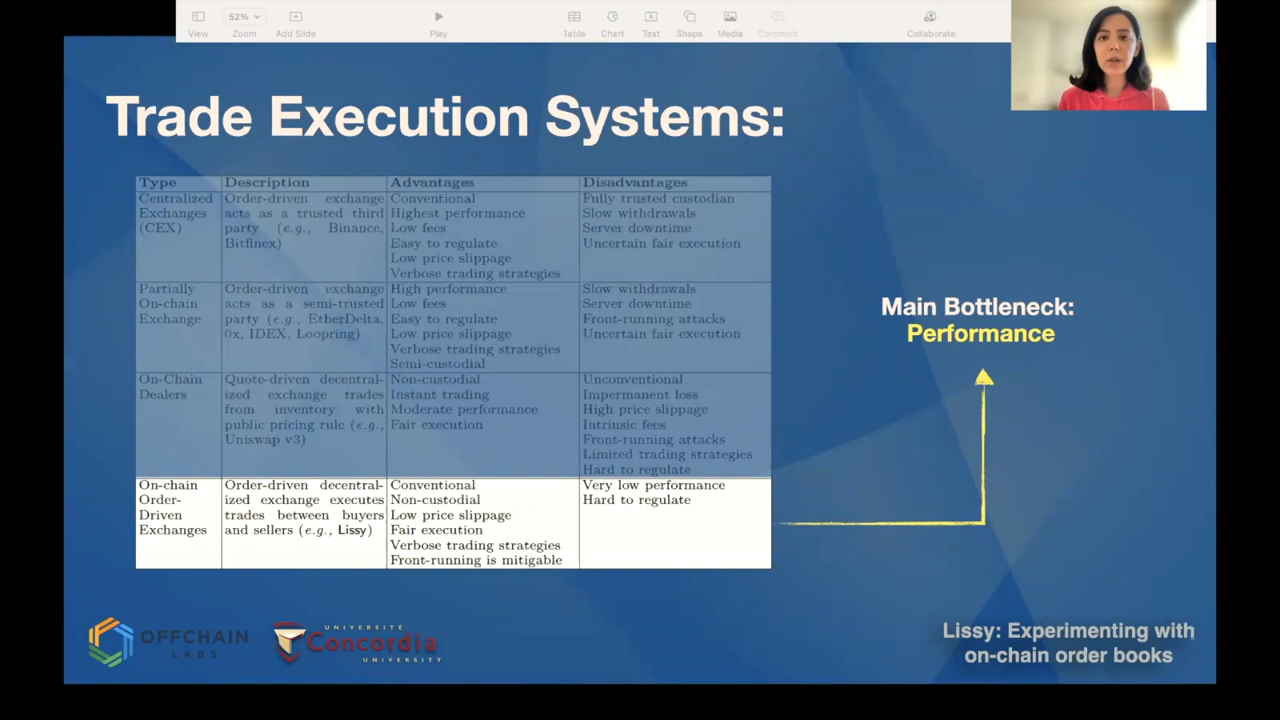 View
52%
Zoom
Add Slide
Play
Table
Chart
Text
Shape
Media
Comment
Collaborate
Trade Execution Systems:
Type
Description
Advantages
Disadvantages
Centralized
Exchanges
(CEX)
Order-driven exchange
acts as a trusted third
party (e.g., Binance,
Bitfinex)
Conventional
Highest performance
Low fees
Easy to regulate
Low price slippage
Verbose trading strategies
Fully trusted custodian
Slow withdrawals
Server downtime
Uncertain fair execution
Partially
On-chain
Exchange
Order-driven exchange
acts as a semi-trusted
party (e.g., EtherDelta,
0x, IDEX, Loopring)
High performance
Low fees
Easy to regulate
Low price slippage
Verbose trading strategies
Semi-custodial
Slow withdrawals
Server downtime
Front-running attacks
Uncertain fair execution
On-Chain
Dealers
Quote-driven decentral-
ized exchange trades
from inventory with
public pricing rule (e.g.,
Uniswap v3)
Non-custodial
Instant trading
Moderate performance
Fair execution
Unconventional
Impermanent loss
High price slippage
Intrinsic fees
Front-running attacks
Limited trading strategies
Hard to regulate
On-chain
Order-
Driven
Exchanges
Order-driven decentral-
ized exchange executes
trades between buyers
and sellers (e.g., Lissy)
Conventional
Non-custodial
Low price slippage
Fair execution
Verbose trading strategies
Front-running is mitigable
Very low performance
Hard to regulate
Main Bottleneck:
Performance
OFFCHAIN
LABS
UNIVERSITÉ
Concordia
UNIVERSITY
Lissy: Experimenting with
on-chain order books